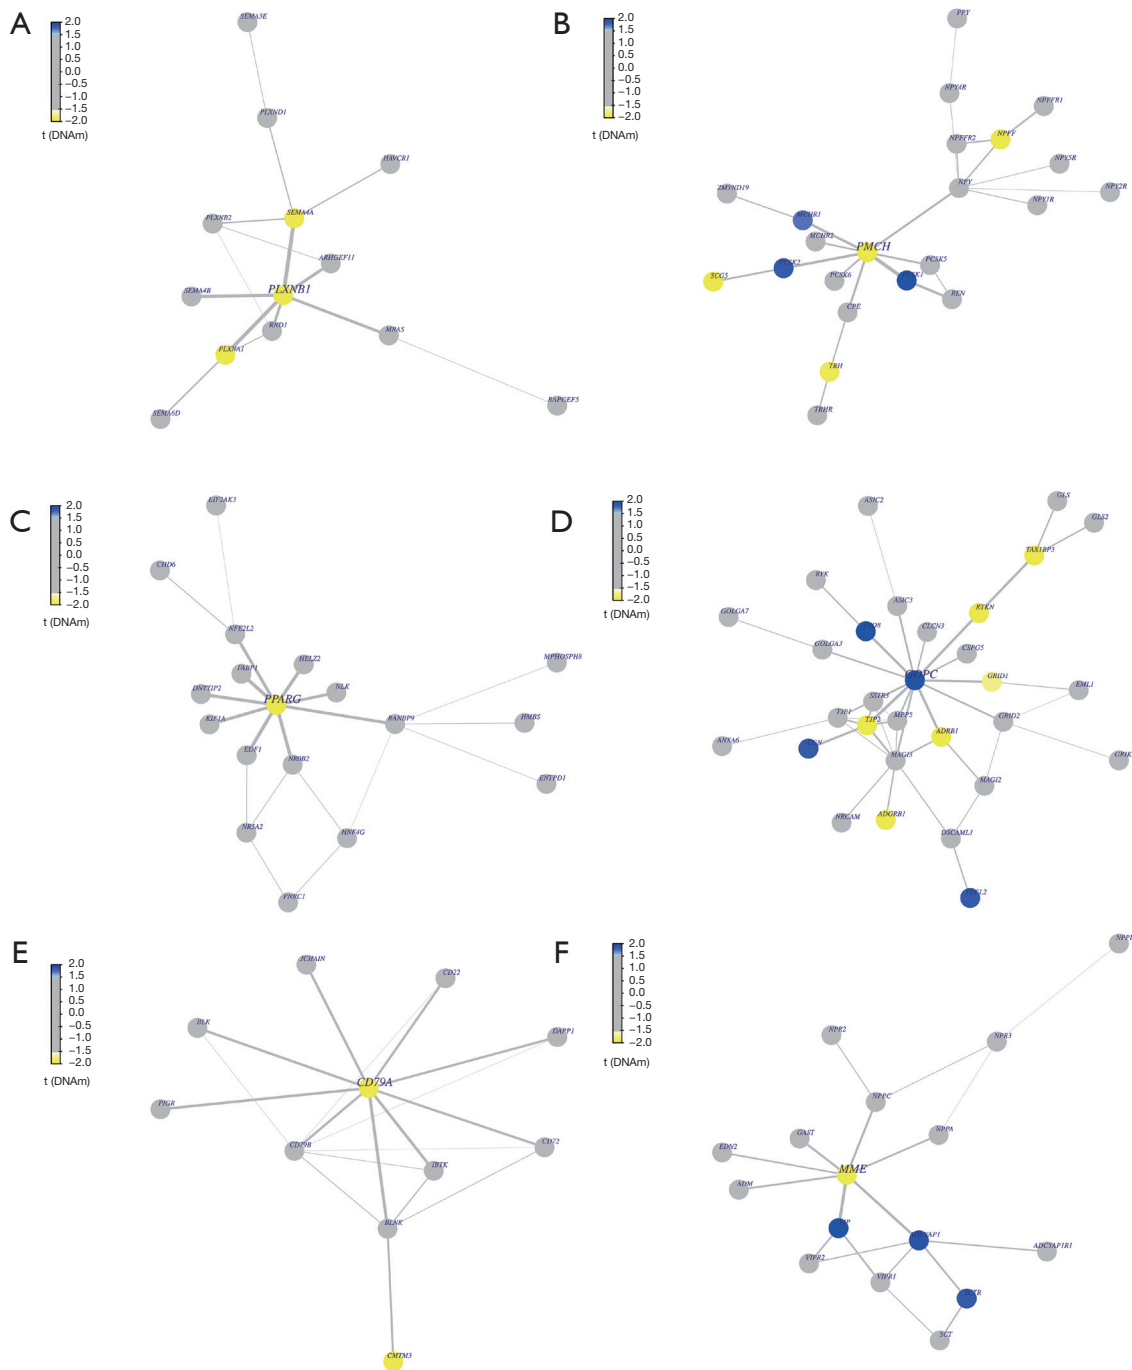 A
2.0
1.5
1.0
0.5
0.0
−0.5
−1.0
−1.5
−2.0
t (DNAm)
SEMA3E
PLXND1
HAVCR1
SEMA4A
PLXNB2
ARHGEF11
PLXNB1
SEMA4B
RND1
MRAS
PLXNA1
SEMA6D
RAPGEF5
B
2.0
1.5
1.0
0.5
0.0
−0.5
−1.0
−1.5
−2.0
t (DNAm)
PPY
NPY4R
NPFFR1
NPFF
NPFFR2
NPY5R
NPY
NPY2R
NPY1R
ZMYND19
MCHR1
MCHR2
PMCH
PCSK2
PCSK5
SCG5
PCSK6
PCSK1
REN
CPE
TRH
TRHR
C
2.0
1.5
1.0
0.5
0.0
−0.5
−1.0
−1.5
−2.0
t (DNAm)
EIF2AK3
CHD6
NFE2L2
HELZ2
FABP1
MPHOSPH8
DNTTIP2
NLK
PPARG
KIF1A
RANBP9
HMBS
EDF1
NR0B2
ENTPD1
NR5A2
HNF4G
PRRC1
D
2.0
1.5
1.0
0.5
0.0
−0.5
−1.0
−1.5
−2.0
t (DNAm)
ASIC2
GLS
GLS2
TAX1BP3
RYK
ASIC3
RTKN
GOLGA7
FZD8
CLCN3
GOLGA3
CSPG5
GOPC
GRID1
EML1
SSTR5
TJP1
TJP2
MPP5
GRID2
ADRB1
ANXA6
CGN
MAGI3
GRIK
MAGI2
NRCAM
ADGRB1
DSCAML1
E
2.0
1.5
1.0
0.5
0.0
−0.5
−1.0
−1.5
−2.0
t (DNAm)
JCHAIN
CD22
BLK
DAPP1
CD79A
PIGR
CD79B
CD72
IBTK
BLNK
CMTM3
F
2.0
1.5
1.0
0.5
0.0
−0.5
−1.0
−1.5
−2.0
t (DNAm)
NPR2
NPR3
NPPC
GAST
NPPA
EDN2
MME
ADM
VIP
ADCYAP1
ADCYAP1R1
VIPR2
VIPR1
SCTR
SCT